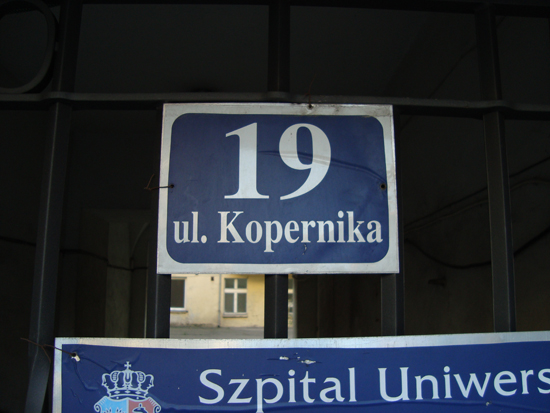 19
ul. Kopernika
Szpital Uniwers